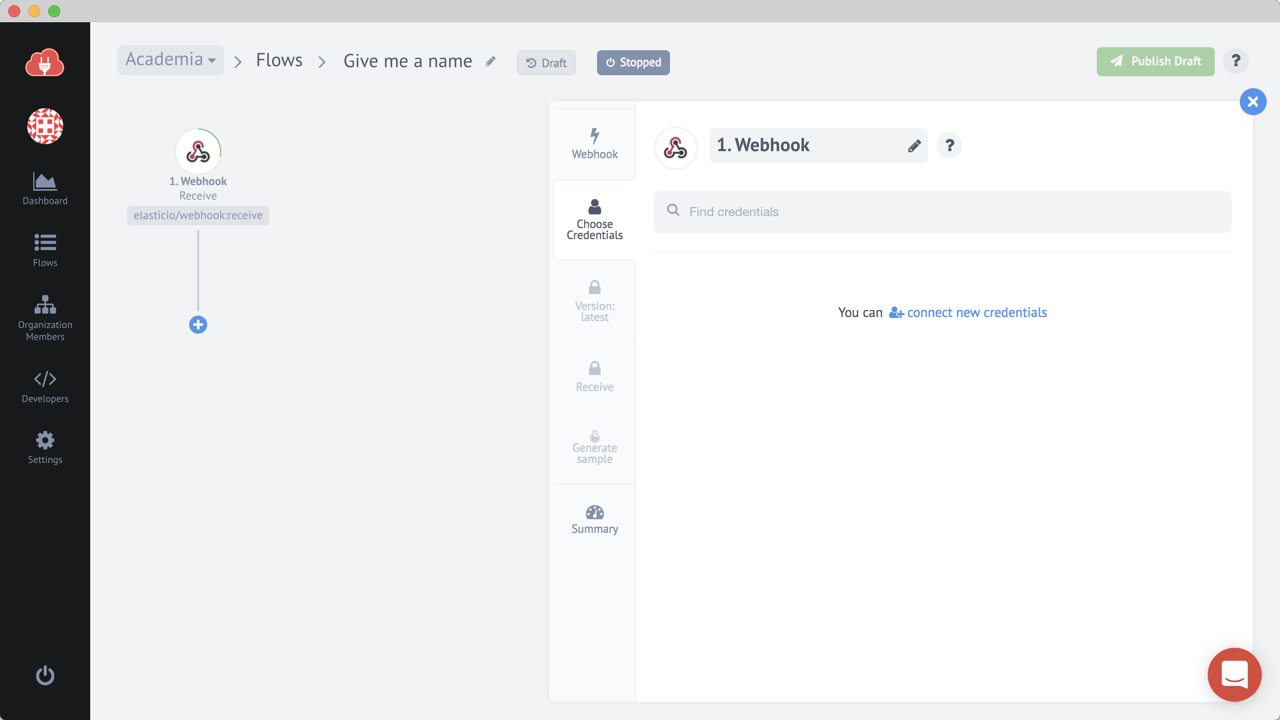 Academia
Flows
Give me a name
Draft
Stopped
Publish Draft
?
Dashboard
Flows
Organization
Members
Developers
Settings
1. Webhook
Receive
elasticio/webhook:receive
Webhook
Choose
Credentials
Version:
latest
Receive
Generate
sample
Summary
1. Webhook
?
Find credentials
You can connect new credentials